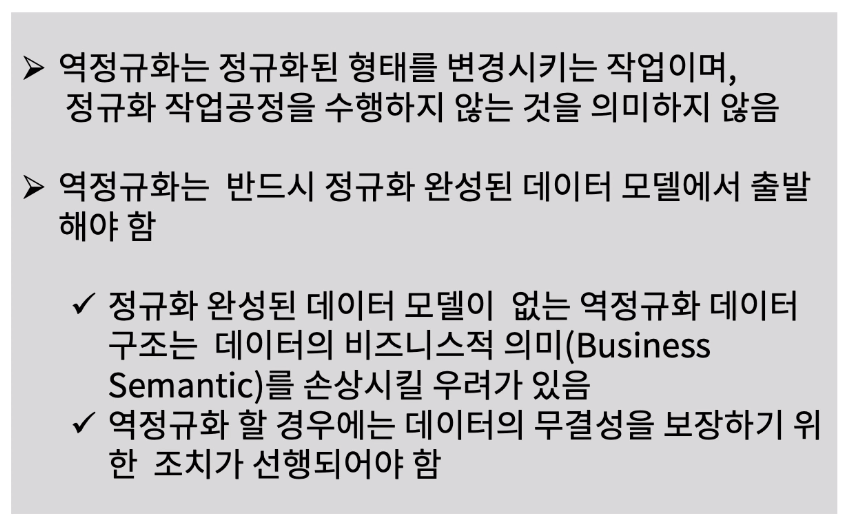 ➢ 역정규화는 정규화된 형태를 변경시키는 작업이며,
정규화 작업공정을 수행하지 않는 것을 의미하지 않음
➢ 역정규화는 반드시 정규화 완성된 데이터 모델에서 출발
해야 함
✓ 정규화 완성된 데이터 모델이 없는 역정규화 데이터
구조는 데이터의 비즈니스적 의미(Business
Semantic)를 손상시킬 우려가 있음
✓ 역정규화 할 경우에는 데이터의 무결성을 보장하기 위
한 조치가 선행되어야 함